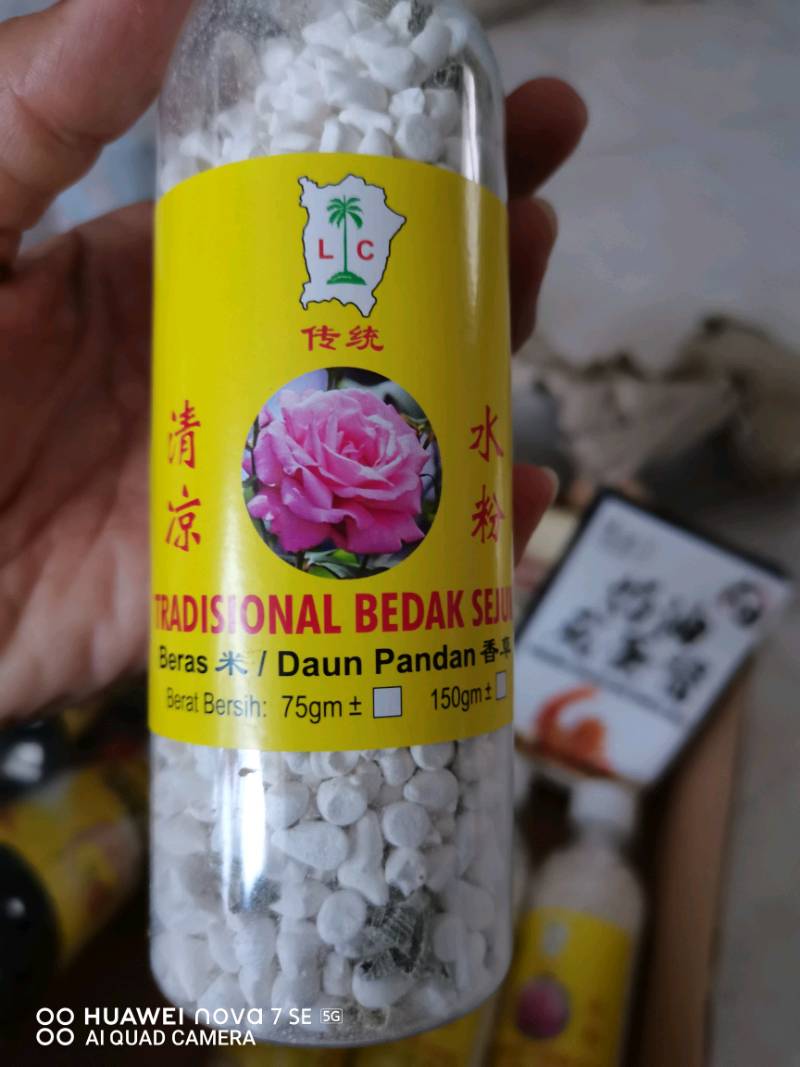 L C
传统
清凉
水粉
TRADISIONAL BEDAK SEJU
Beras 米 / Daun Pandan 香草
Berat Bersih: 75gm ± 150gm ±
HUAWEI nova 7 SE 5G
AI QUAD CAMERA